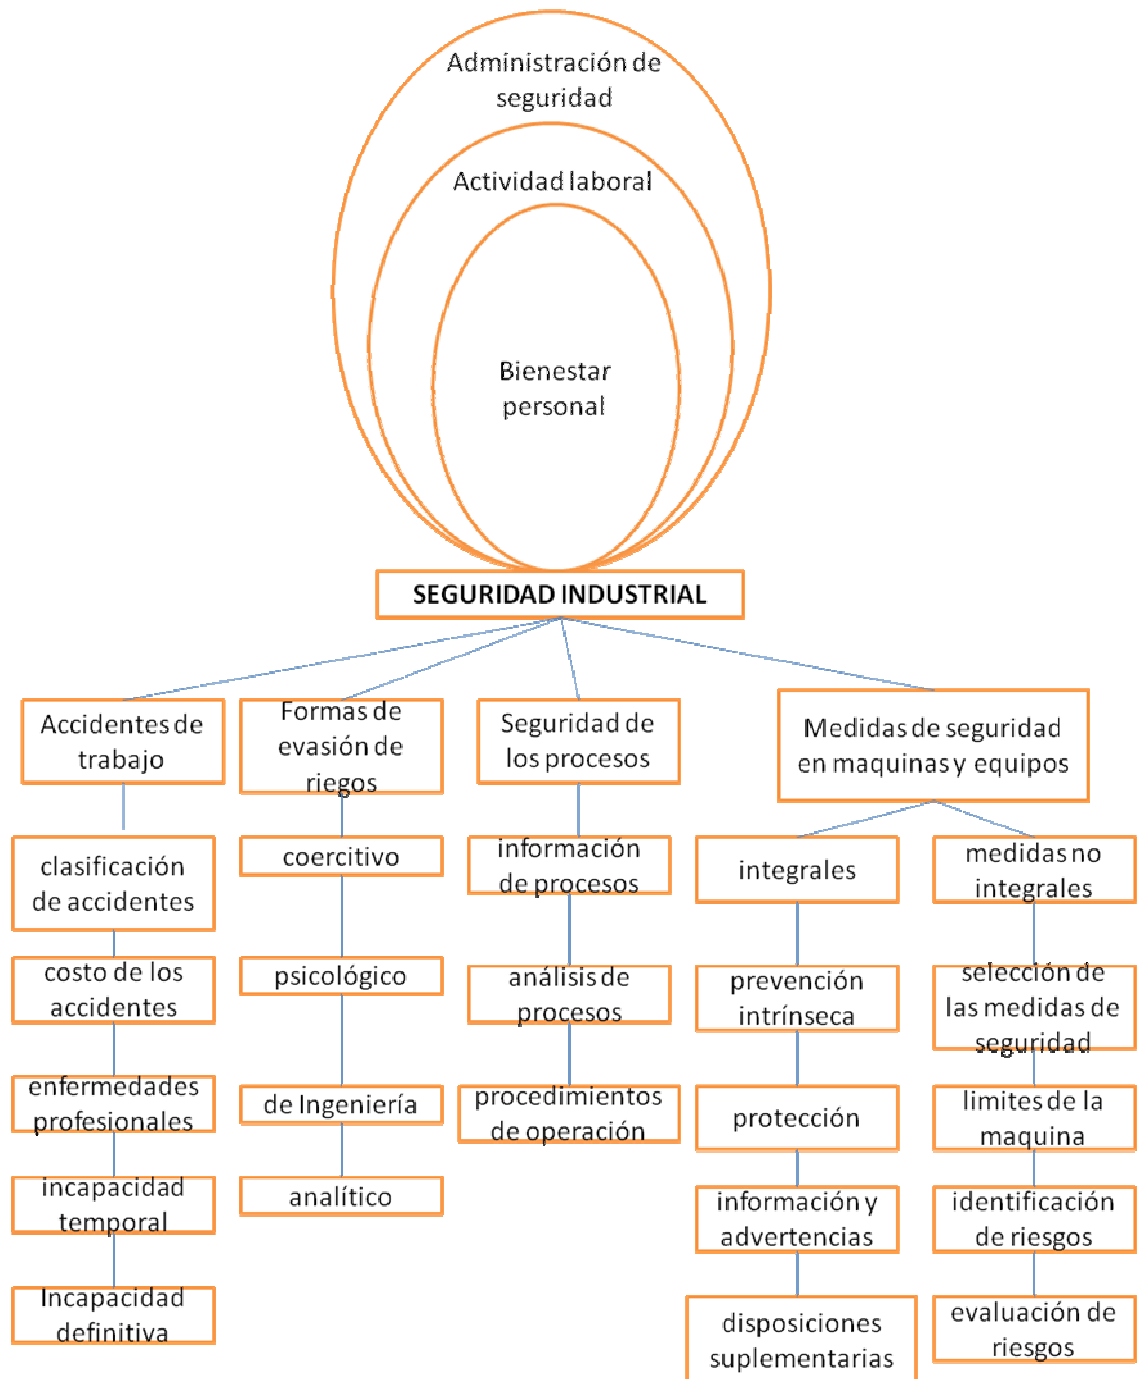 Administración de
seguridad
Actividad laboral
Bienestar
personal
SEGURIDAD INDUSTRIAL
Accidentes de
trabajo
clasificación
de accidentes
costo de los
accidentes
enfermedades
profesionales
incapacidad
temporal
Incapacidad
definitiva
Formas de
evasión de
riegos
coercitivo
psicológico
de Ingeniería
analítico
Seguridad de
los procesos
información
de procesos
análisis de
procesos
procedimientos
de operación
Medidas de seguridad
en maquinas y equipos
integrales
prevención
intrínseca
protección
información y
advertencias
disposiciones
suplementarias
medidas no
integrales
selección de
las medidas de
seguridad
limites de la
maquina
identificación
de riesgos
evaluación de
riesgos